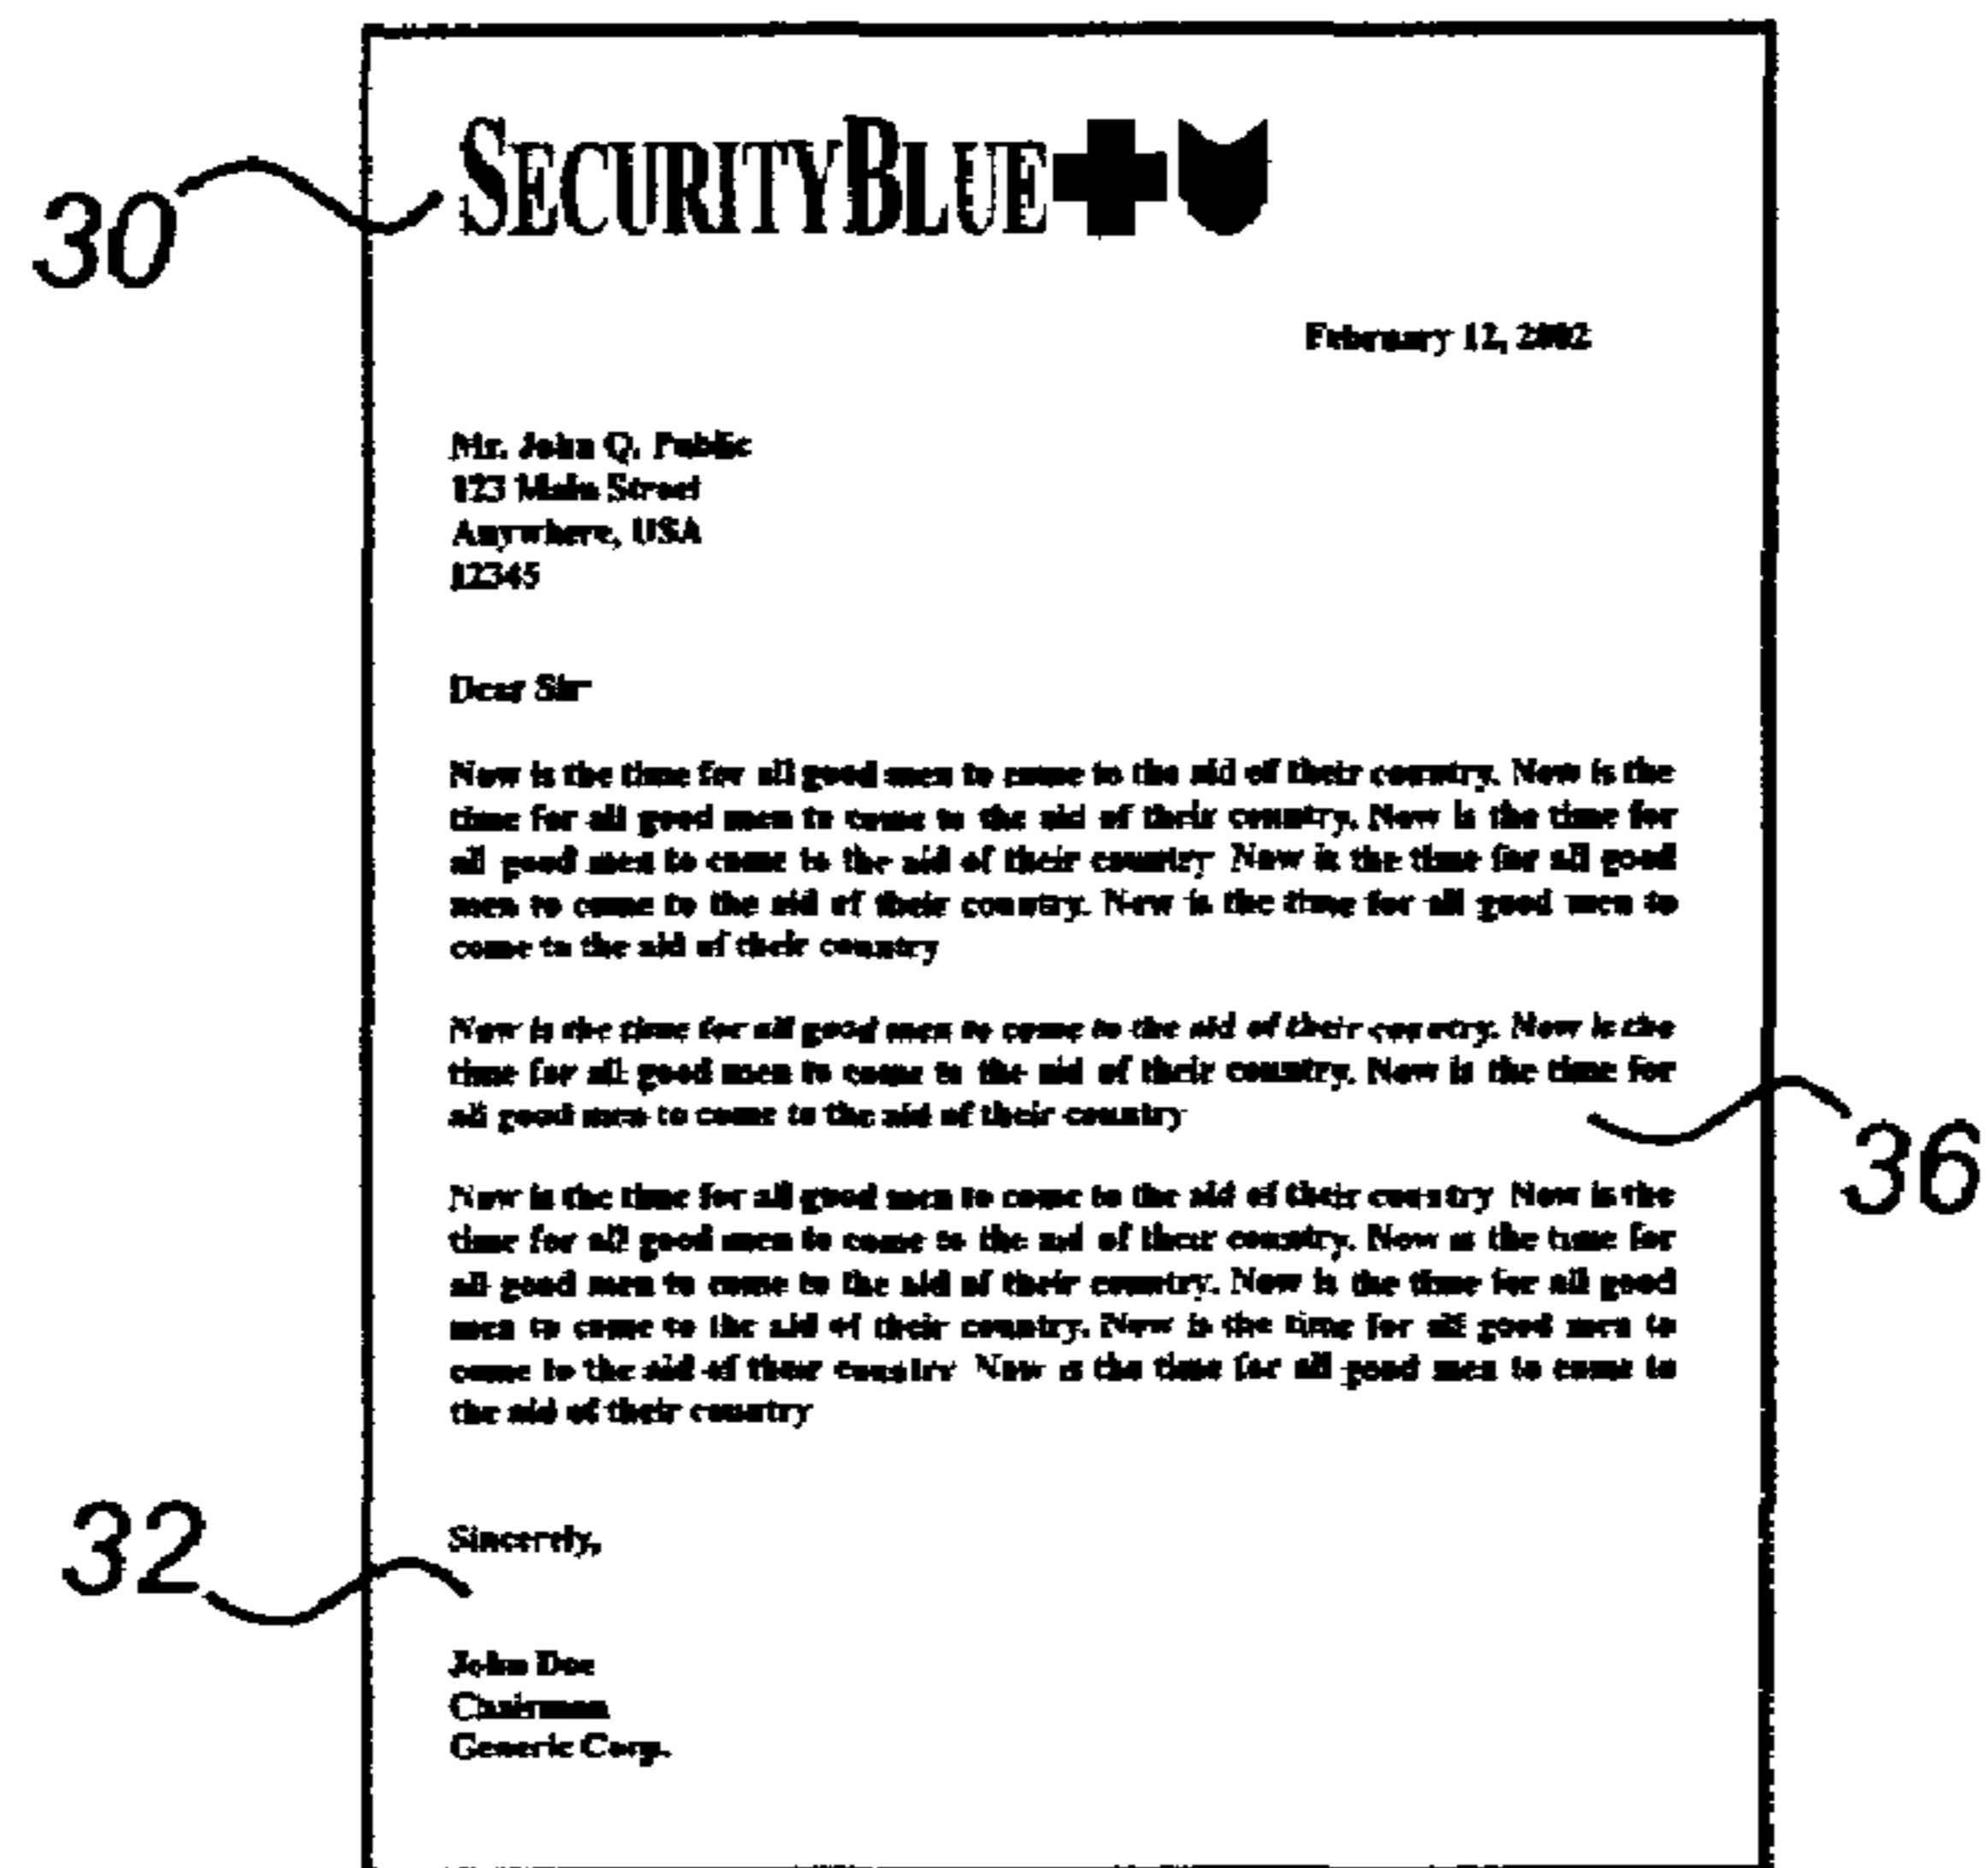 30
SECURITYBLUE
February 12, 2002
Mr. John Q. Public
123 Main Street
Anywhere, USA
12345
Dear Sir
Now is the time for all good men to come to the aid of their country. Now is the
time for all good men to come to the aid of their country. Now is the time for
all good men to come to the aid of their country Now is the time for all good
men to come to the aid of their country. Now is the time for all good men to
come to the aid of their country
Now is the time for all good men to come to the aid of their country. Now is the
time for all good men to come to the aid of their country. Now is the time for
all good men to come to the aid of their country
36
Now is the time for all good men to come to the aid of their country Now is the
time for all good men to come to the aid of their country. Now is the time for
all good men to come to the aid of their country. Now is the time for all good
men to come to the aid of their country. Now is the time for all good men to
come to the aid of their country Now is the time for all good men to come to
the aid of their country
32
Sincerely,
John Doe
Chairman
Generic Corp.